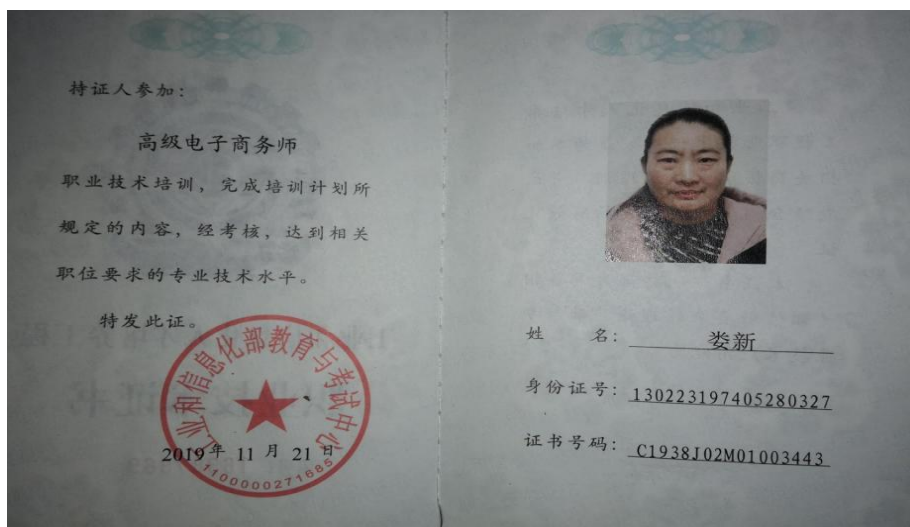 持证人参加：
高级电子商务师
职业技术培训，完成培训计划所
规定的内容，经考核，达到相关
职位要求的专业技术水平。
特发此证。
工业和信息化部教育与考试中心
2019 年 11 月 21 日
1100000271685
姓 名： 娄新
身份证号： 130223197405280327
证书号码： C1938J02M01003443